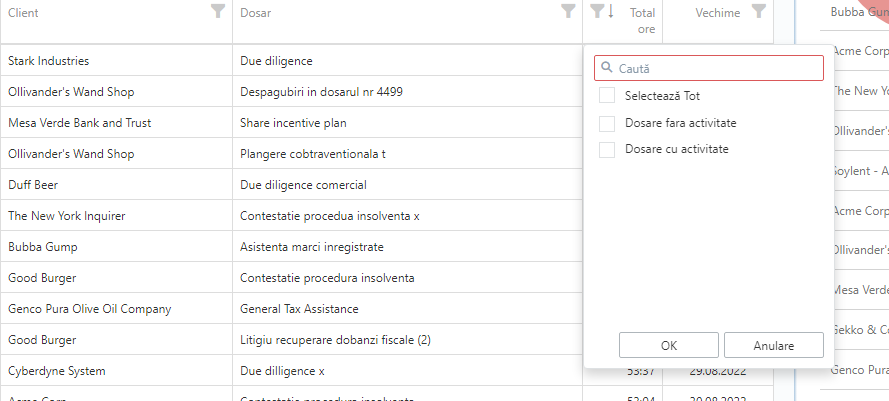 Client Dosar Total ore Vechime
Bubba Gum
Stark Industries Due diligence
Acme Corp
Caută
Ollivander's Wand Shop Despagubiri in dosarul nr 4499
Selectează Tot
The New Yo
Mesa Verde Bank and Trust Share incentive plan
Dosare fara activitate
Ollivander's
Ollivander's Wand Shop Plangere cobtraventionala t
Dosare cu activitate
Soylent - A
Duff Beer Due diligence comercial
The New York Inquirer Contestatie procedua insolventa x
Acme Corp
Bubba Gump Asistenta marci inregistrate
Ollivander's
Good Burger Contestatie procedura insolventa
Mesa Verde
Genco Pura Olive Oil Company General Tax Assistance
Good Burger Litigiu recuperare dobanzi fiscale (2)
OK Anulare
Gekko & Co
Cyberdyne System Due dilligence x 53:37 29.08.2022
Genco Pura
Acme Corp Contestatie procedura insolventa 53:04